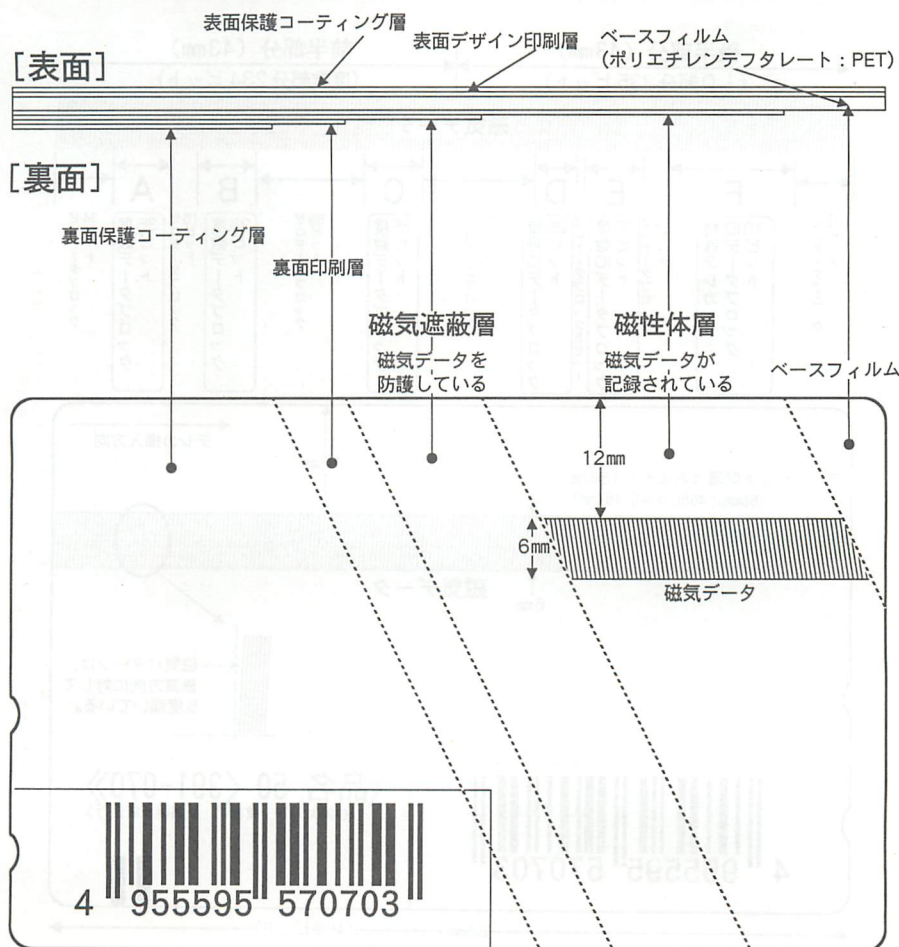 表面保護コーティング層
表面デザイン印刷層
ベースフィルム
(ポリエチレンテフタレート：PET)
[表面]
[裏面]
裏面保護コーティング層
裏面印刷層
磁気遮蔽層
磁気データを
防護している
磁性体層
磁気データが
記録されている
ベースフィルム
12mm
6mm
磁気データ
4 955595 570703